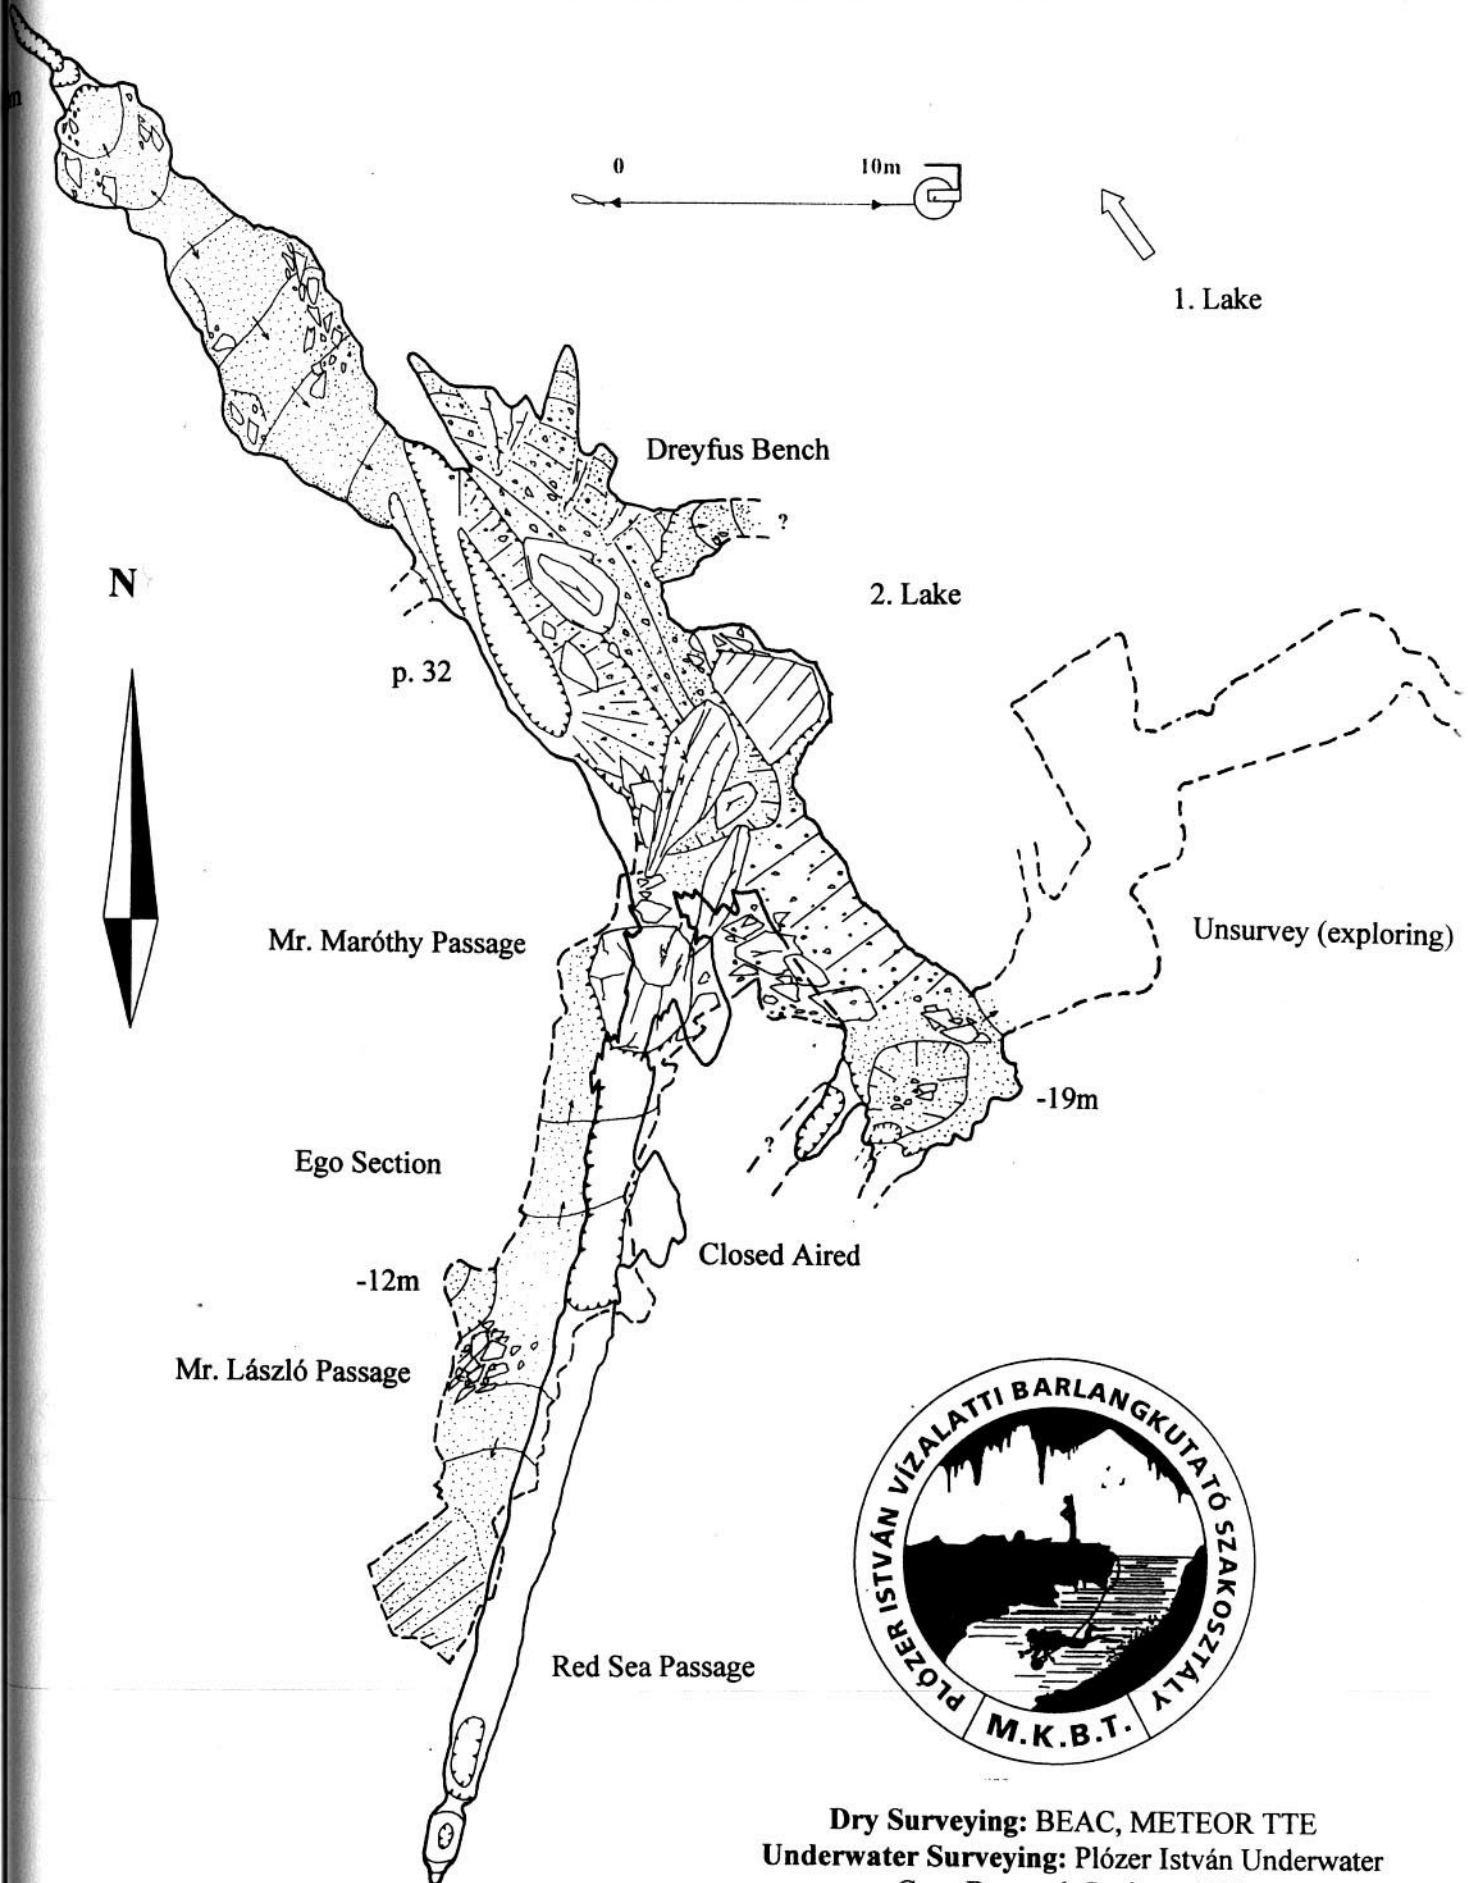 m
0 10m
1. Lake
Dreyfus Bench
?
N
2. Lake
p. 32
Mr. Maróthy Passage
Unsurvey (exploring)
-19m
?
Ego Section
Closed Aired
-12m
Mr. László Passage
PLÓZER ISTVÁN VÍZALATTI BARLANGKUTATÓ SZAKOSZTÁLY
M.K.B.T.
Red Sea Passage
Dry Surveying: BEAC, METEOR TTE
Underwater Surveying: Plózer István Underwater